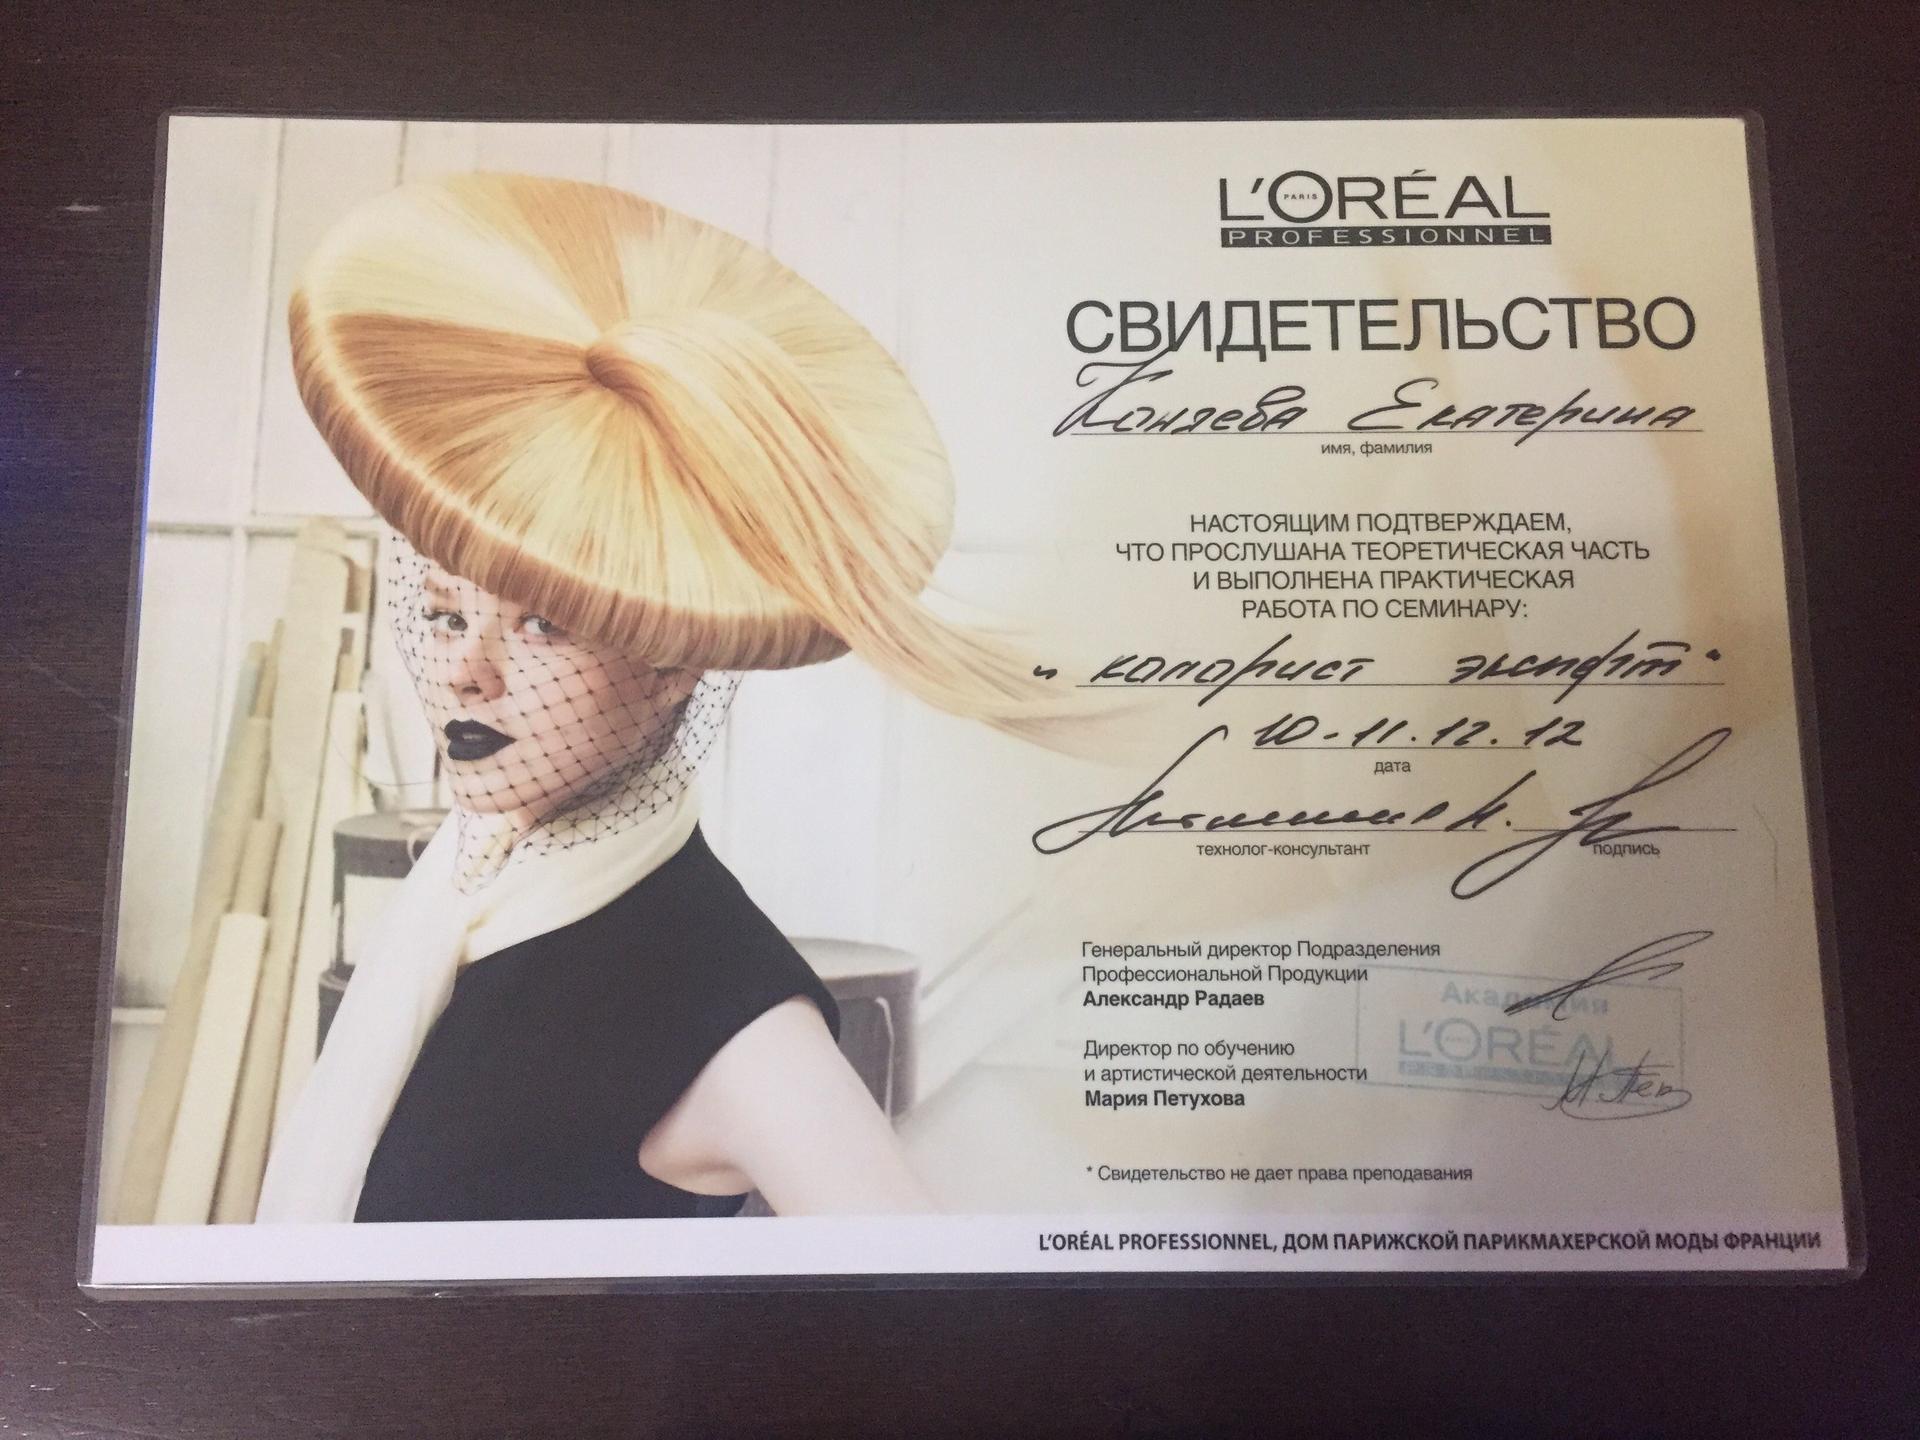 L'ORÉAL
PARIS
PROFESSIONNEL
СВИДЕТЕЛЬСТВО
Коняева Екатерина
имя, фамилия
НАСТОЯЩИМ ПОДТВЕРЖДАЕМ,
ЧТО ПРОСЛУШАНА ТЕОРЕТИЧЕСКАЯ ЧАСТЬ
И ВЫПОЛНЕНА ПРАКТИЧЕСКАЯ
РАБОТА ПО СЕМИНАРУ:
"колорист эксперт"
10-11.12.12
дата
технолог-консультант
подпись
Генеральный директор Подразделения
Профессиональной Продукции
Александр Радаев
Академия
L'ORÉAL
Директор по обучению
и артистической деятельности
Мария Петухова
* Свидетельство не дает права преподавания
L'ORÉAL PROFESSIONNEL, ДОМ ПАРИЖСКОЙ ПАРИКМАХЕРСКОЙ МОДЫ ФРАНЦИИ